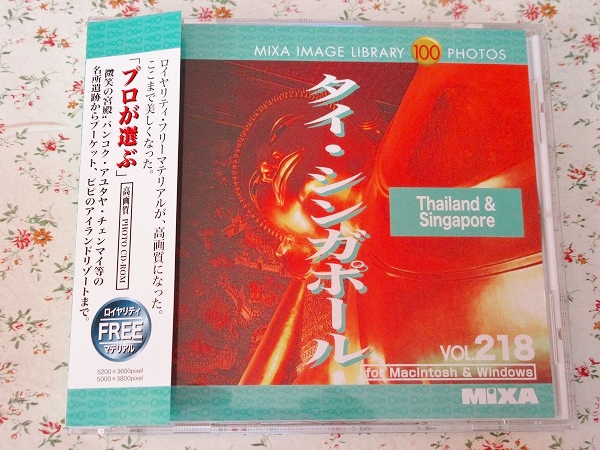 MIXA IMAGE LIBRARY 100 PHOTOS
タイ・シンガポール
Thailand &
Singapore
VOL.218
for Macintosh & Windows
MIXA
ロイヤリティ・フリーマテリアルが、高画質になった。
ここまで美しくなった。
「プロが選ぶ」
高画質 PHOTO CD-ROM
微笑の宮殿"バンコク・アユタヤ・チェンマイ等の
名所遺跡からプーケット、ピピのアイランドリゾートまで。
ロイヤリティ
FREE
マテリアル
5200×3600pixel
5000×3800pixel